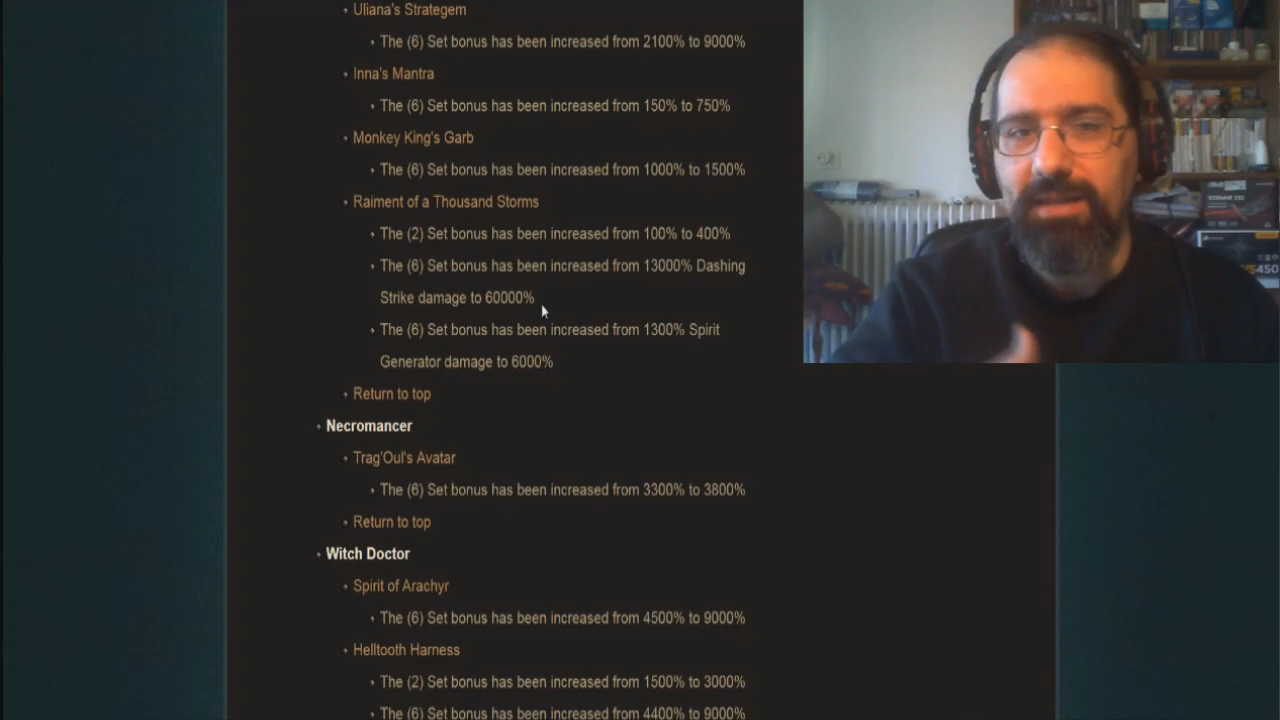 Uliana's Strategem
The (6) Set bonus has been increased from 2100% to 9000%
Inna's Mantra
The (6) Set bonus has been increased from 150% to 750%
Monkey King's Garb
The (6) Set bonus has been increased from 1000% to 1500%
Raiment of a Thousand Storms
The (2) Set bonus has been increased from 100% to 400%
The (6) Set bonus has been increased from 13000% Dashing
Strike damage to 60000%
The (6) Set bonus has been increased from 1300% Spirit
Generator damage to 6000%
Return to top
Necromancer
Trag'Oul's Avatar
The (6) Set bonus has been increased from 3300% to 3800%
Return to top
Witch Doctor
Spirit of Arachyr
The (6) Set bonus has been increased from 4500% to 9000%
Helltooth Harness
The (2) Set bonus has been increased from 1500% to 3000%
The (6) Set bonus has been increased from 4400% to 9000%